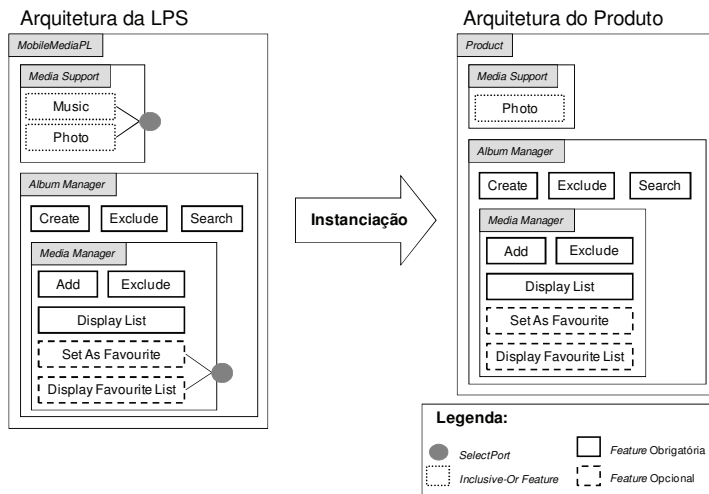 Arquitetura da LPS
MobileMediaPL
Media Support
Music
Photo
Album Manager
Create Exclude Search
Media Manager
Add Exclude
Display List
Set As Favourite
Display Favourite List
Instanciação
Arquitetura do Produto
Product
Media Support
Photo
Album Manager
Create Exclude Search
Media Manager
Add Exclude
Display List
Set As Favourite
Display Favourite List
Legenda:
SelectPort
Feature Obrigatória
Inclusive-Or Feature
Feature Opcional